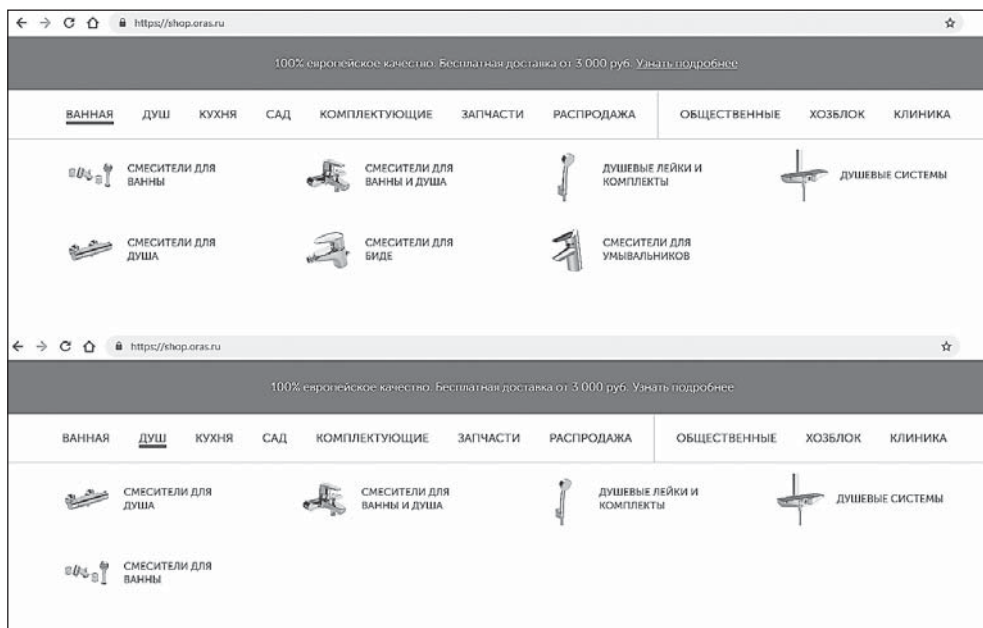 https://shop.oras.ru
100% европейское качество. Бесплатная доставка от 3 000 руб. Узнать подробнее
ВАННАЯ ДУШ КУХНЯ САД КОМПЛЕКТУЮЩИЕ ЗАПЧАСТИ РАСПРОДАЖА ОБЩЕСТВЕННЫЕ ХОЗБЛОК КЛИНИКА
СМЕСИТЕЛИ ДЛЯ
ВАННЫ
СМЕСИТЕЛИ ДЛЯ
ВАННЫ И ДУША
ДУШЕВЫЕ ЛЕЙКИ И
КОМПЛЕКТЫ
ДУШЕВЫЕ СИСТЕМЫ
СМЕСИТЕЛИ ДЛЯ
ДУША
СМЕСИТЕЛИ ДЛЯ
БИДЕ
СМЕСИТЕЛИ ДЛЯ
УМЫВАЛЬНИКОВ
https://shop.oras.ru
100% европейское качество. Бесплатная доставка от 3 000 руб. Узнать подробнее
ВАННАЯ ДУШ КУХНЯ САД КОМПЛЕКТУЮЩИЕ ЗАПЧАСТИ РАСПРОДАЖА ОБЩЕСТВЕННЫЕ ХОЗБЛОК КЛИНИКА
СМЕСИТЕЛИ ДЛЯ
ДУША
СМЕСИТЕЛИ ДЛЯ
ВАННЫ И ДУША
ДУШЕВЫЕ ЛЕЙКИ И
КОМПЛЕКТЫ
ДУШЕВЫЕ СИСТЕМЫ
СМЕСИТЕЛИ ДЛЯ
ВАННЫ